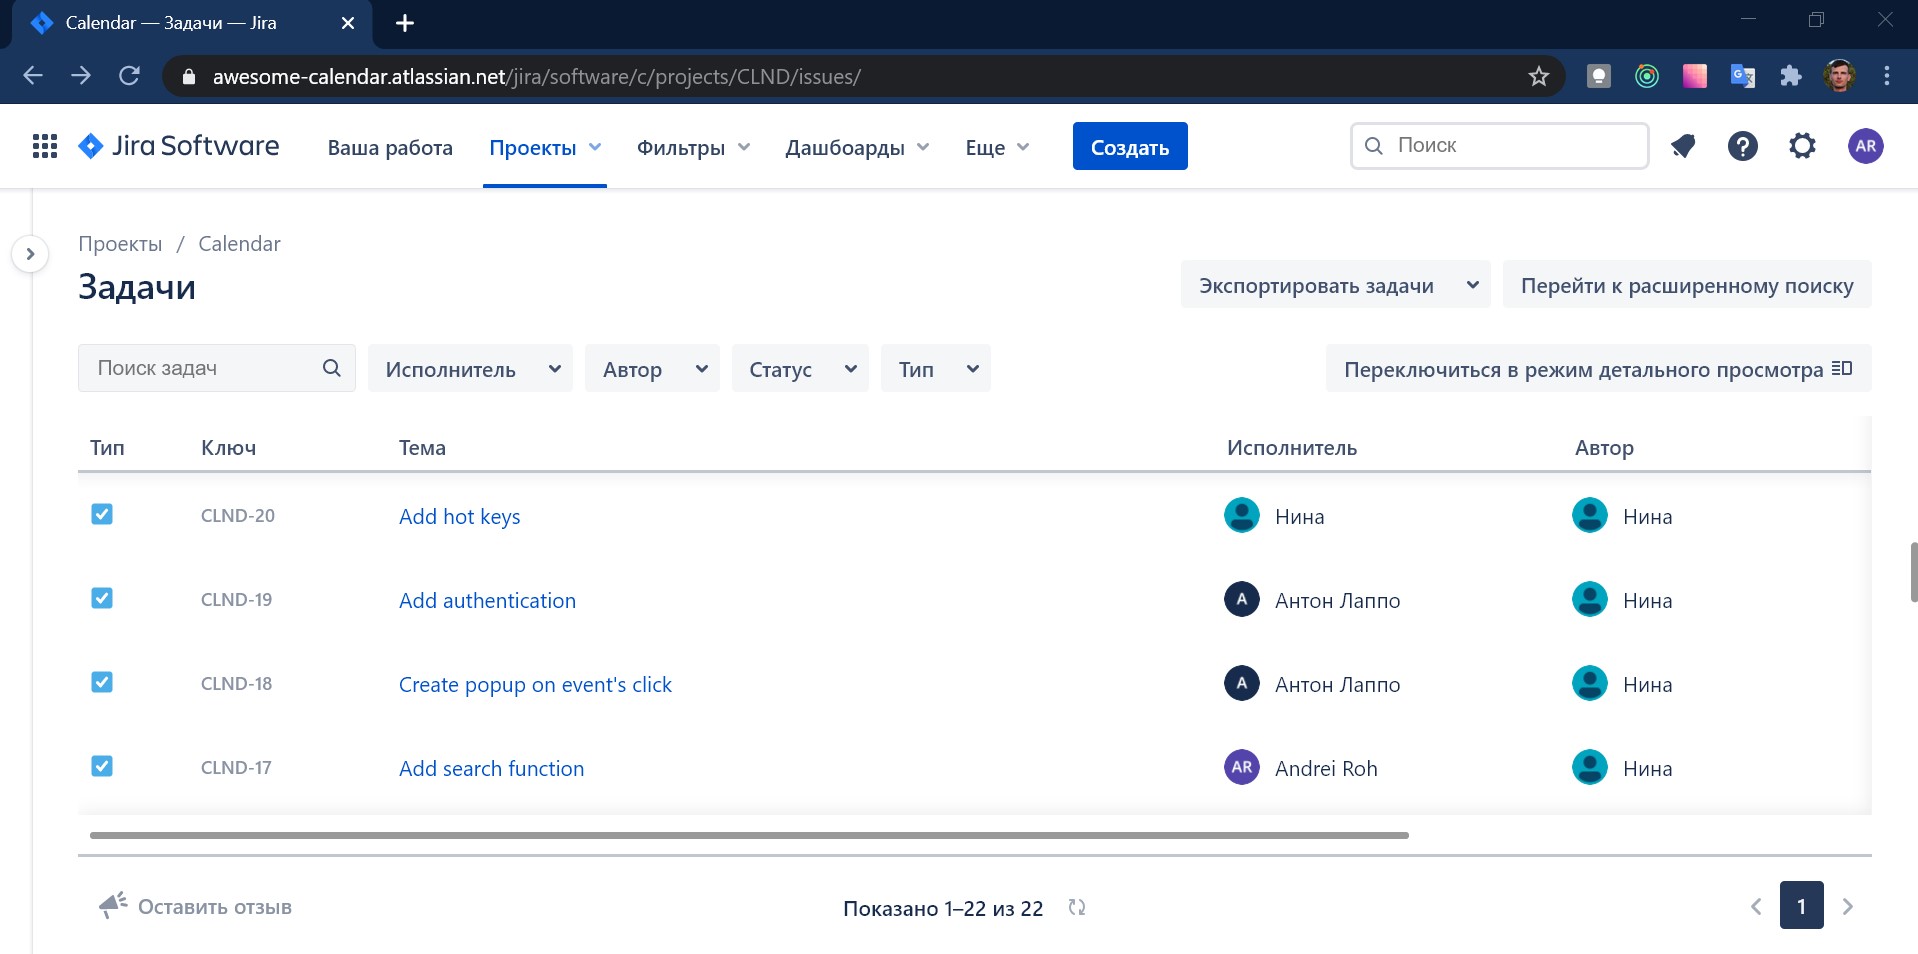 Calendar — Задачи — Jira
awesome-calendar.atlassian.net/jira/software/c/projects/CLND/issues/
Jira Software Ваша работа Проекты Фильтры Дашбоарды Еще Создать Поиск AR
Проекты / Calendar
Задачи
Экспортировать задачи Перейти к расширенному поиску
Поиск задач Исполнитель Автор Статус Тип Переключиться в режим детального просмотра
Тип Ключ Тема Исполнитель Автор
CLND-20 Add hot keys Нина Нина
CLND-19 Add authentication A Антон Лаппо Нина
CLND-18 Create popup on event's click A Антон Лаппо Нина
CLND-17 Add search function AR Andrei Roh Нина
Оставить отзыв Показано 1–22 из 22 1